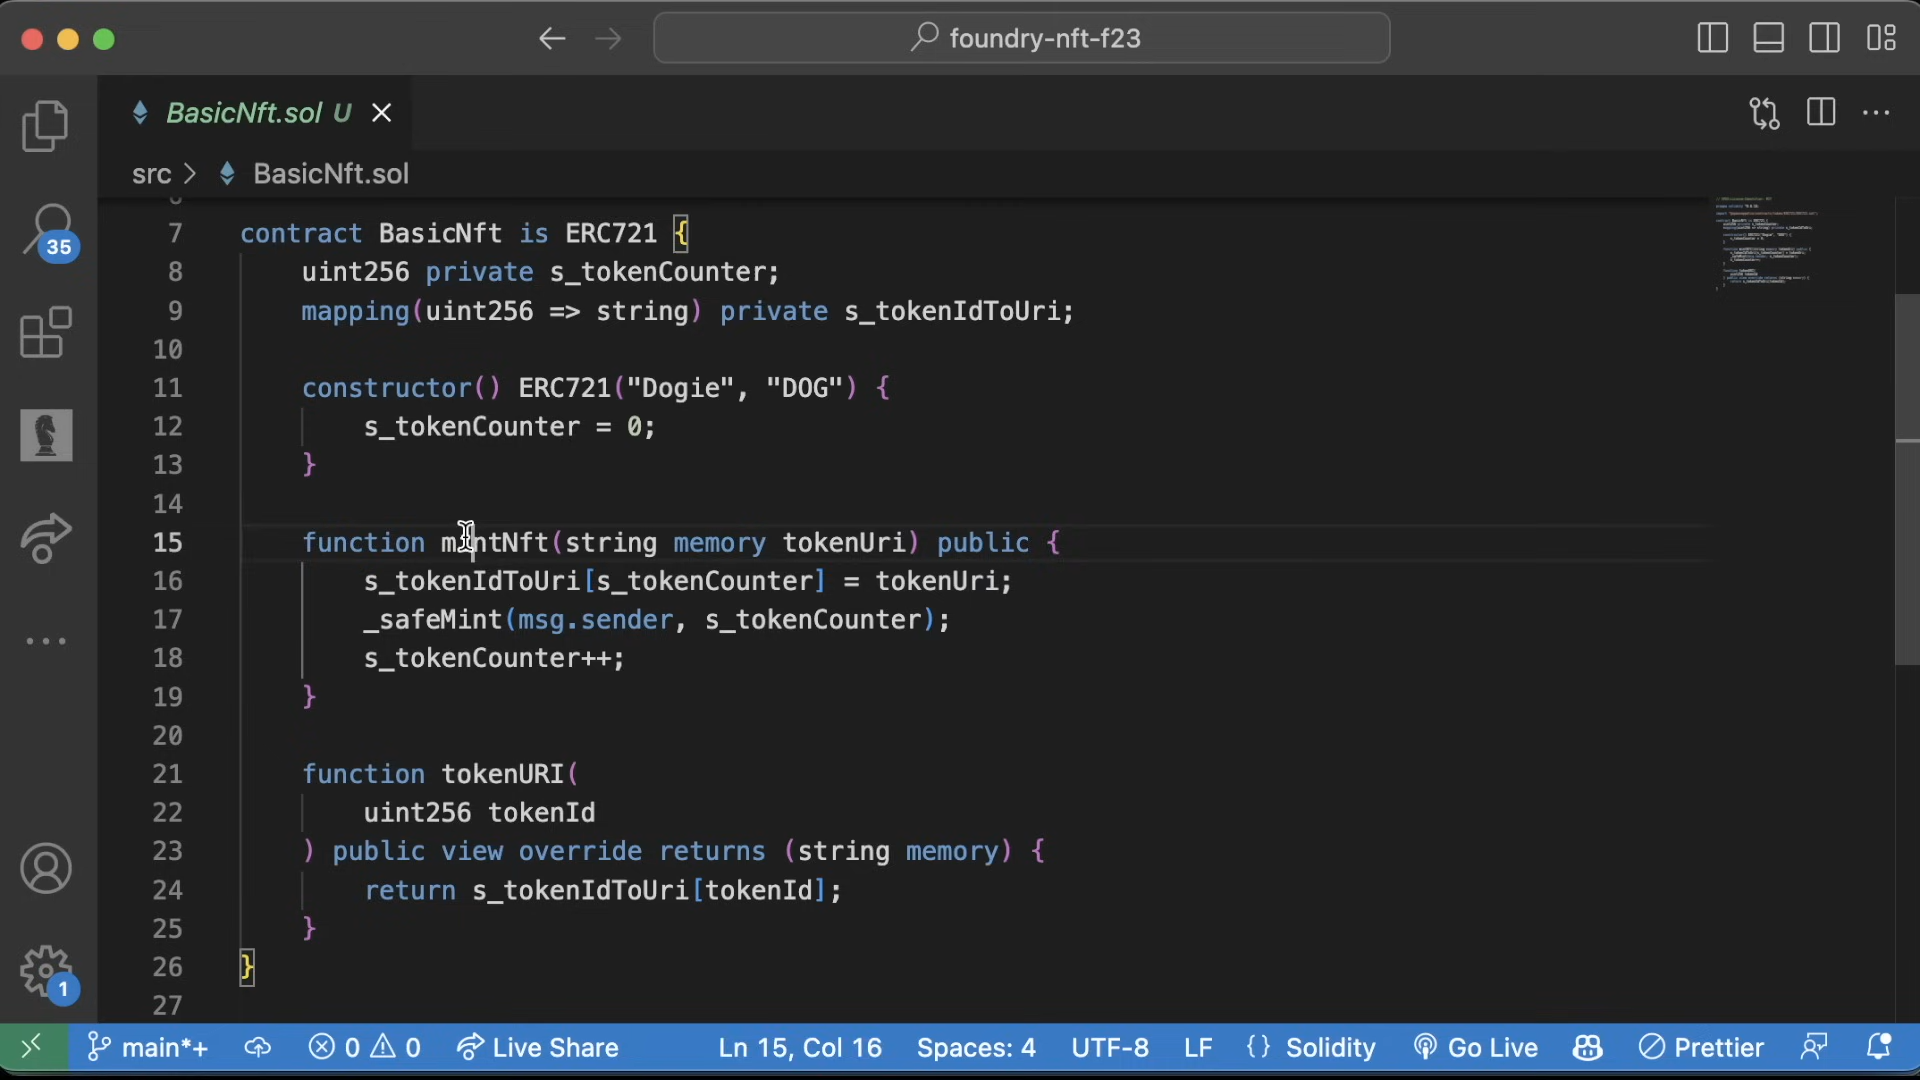 foundry-nft-f23
BasicNft.sol U
src > BasicNft.sol
35
7 contract BasicNft is ERC721 {
8 uint256 private s_tokenCounter;
9 mapping(uint256 => string) private s_tokenIdToUri;
10
11 constructor() ERC721("Dogie", "DOG") {
12 s_tokenCounter = 0;
13 }
14
15 function mintNft(string memory tokenUri) public {
16 s_tokenIdToUri[s_tokenCounter] = tokenUri;
17 _safeMint(msg.sender, s_tokenCounter);
18 s_tokenCounter++;
19 }
20
21 function tokenURI(
22 uint256 tokenId
23 ) public view override returns (string memory) {
24 return s_tokenIdToUri[tokenId];
25 }
26 }
27
1
main*+ 0 0 Live Share Ln 15, Col 16 Spaces: 4 UTF-8 LF {} Solidity Go Live Prettier